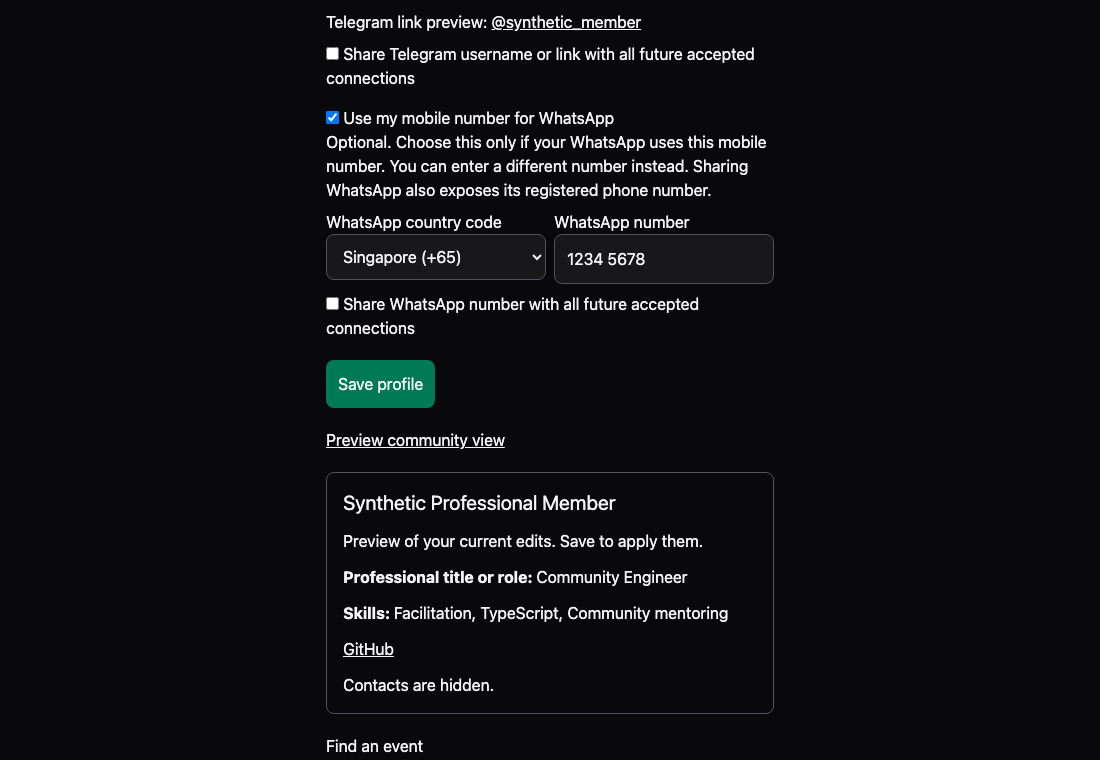 Telegram link preview: @synthetic_member
Share Telegram username or link with all future accepted
connections
Use my mobile number for WhatsApp
Optional. Choose this only if your WhatsApp uses this mobile
number. You can enter a different number instead. Sharing
WhatsApp also exposes its registered phone number.
WhatsApp country code
WhatsApp number
Singapore (+65)
1234 5678
Share WhatsApp number with all future accepted
connections
Save profile
Preview community view
Synthetic Professional Member
Preview of your current edits. Save to apply them.
Professional title or role: Community Engineer
Skills: Facilitation, TypeScript, Community mentoring
GitHub
Contacts are hidden.
Find an event